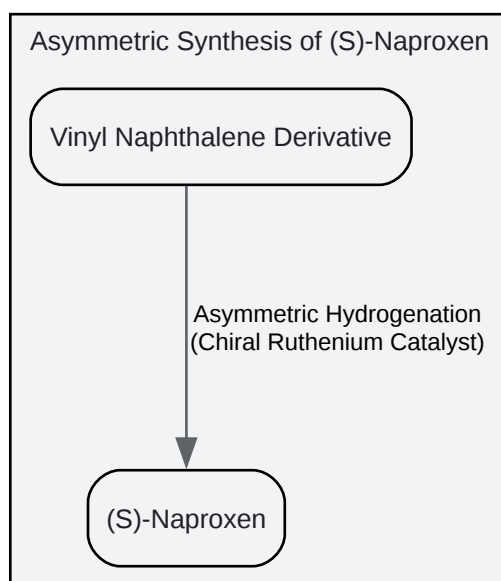 Asymmetric Synthesis of (S)-Naproxen
Vinyl Naphthalene Derivative
Asymmetric Hydrogenation
(Chiral Ruthenium Catalyst)
(S)-Naproxen